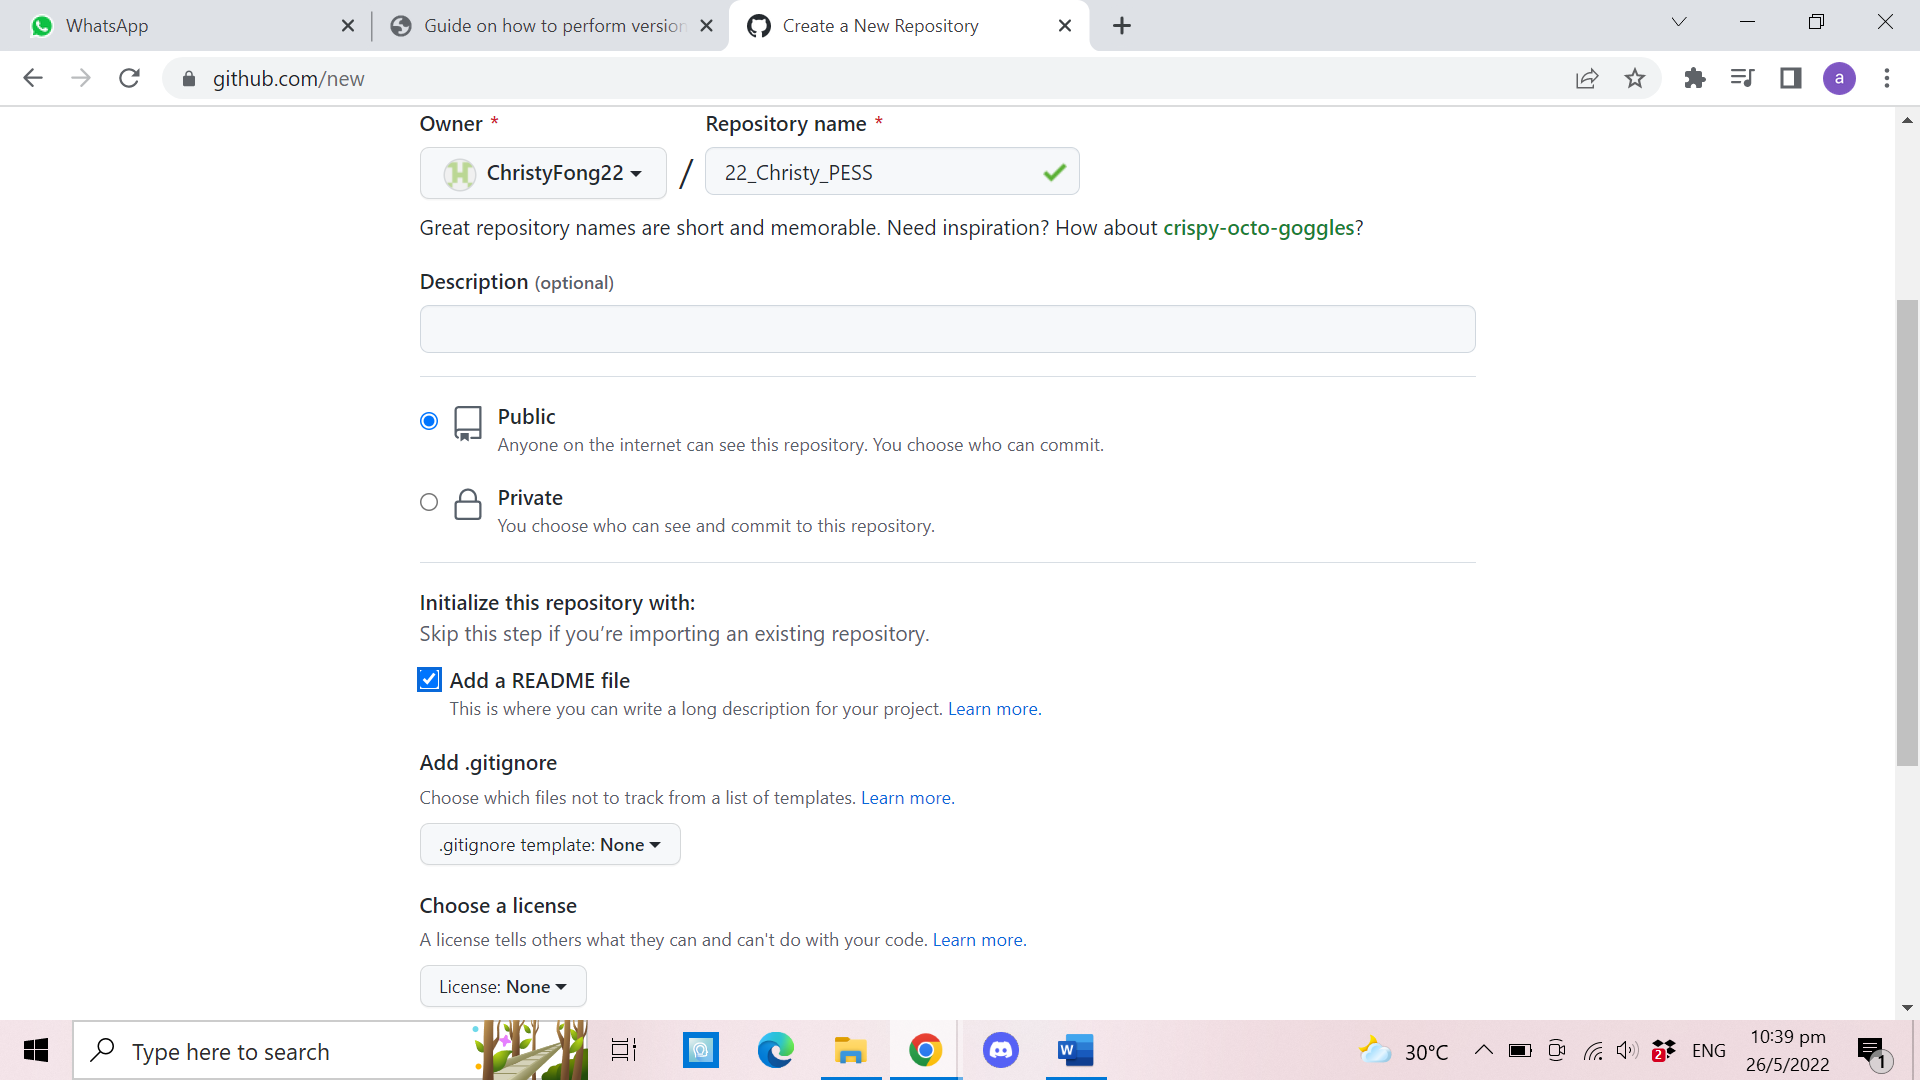 WhatsApp
Guide on how to perform version
Create a New Repository
github.com/new
a
Owner *
Repository name *
ChristyFong22
/
22_Christy_PESS
Great repository names are short and memorable. Need inspiration? How about crispy-octo-goggles?
Description (optional)
Public
Anyone on the internet can see this repository. You choose who can commit.
Private
You choose who can see and commit to this repository.
Initialize this repository with:
Skip this step if you’re importing an existing repository.
Add a README file
This is where you can write a long description for your project. Learn more.
Add .gitignore
Choose which files not to track from a list of templates. Learn more.
.gitignore template: None
Choose a license
A license tells others what they can and can't do with your code. Learn more.
License: None
Type here to search
W
30°C
2
ENG
10:39 pm
26/5/2022
1